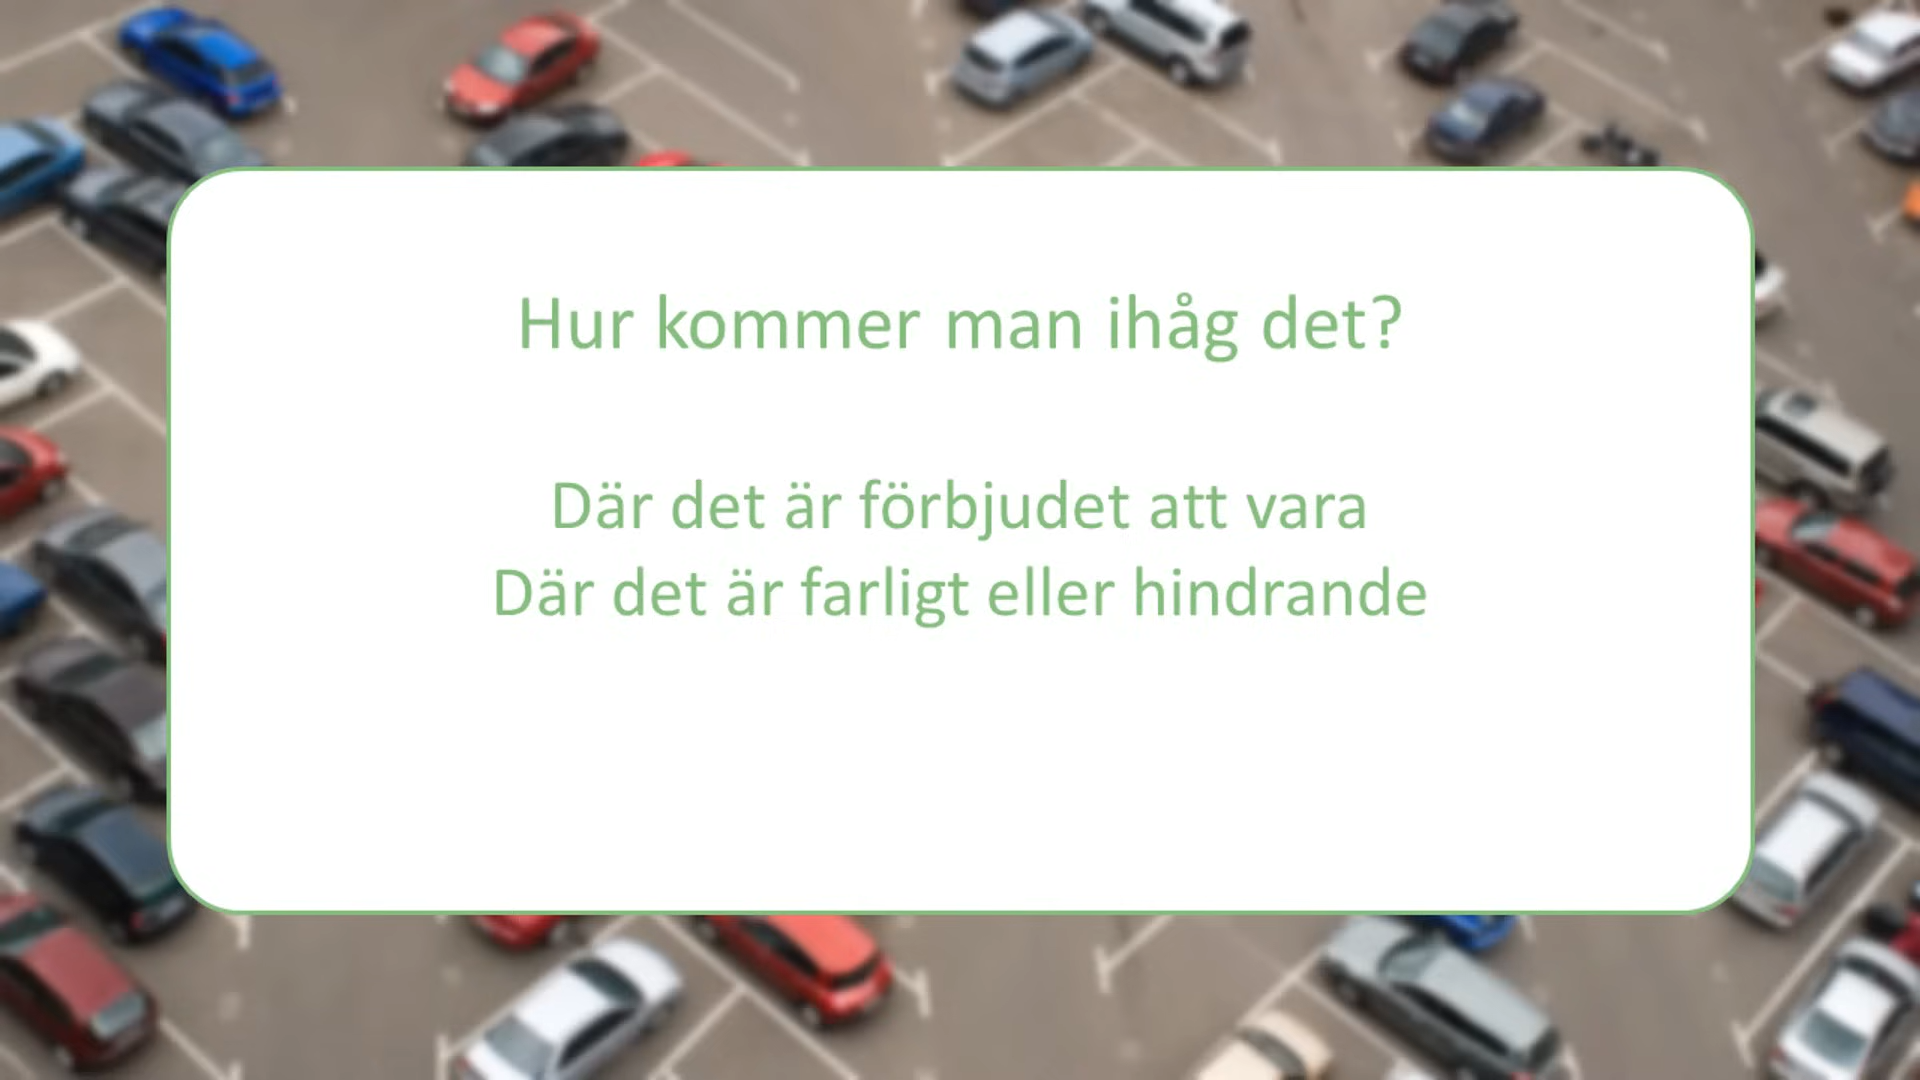 Hur kommer man ihåg det?
Där det är förbjudet att vara
Där det är farligt eller hindrande